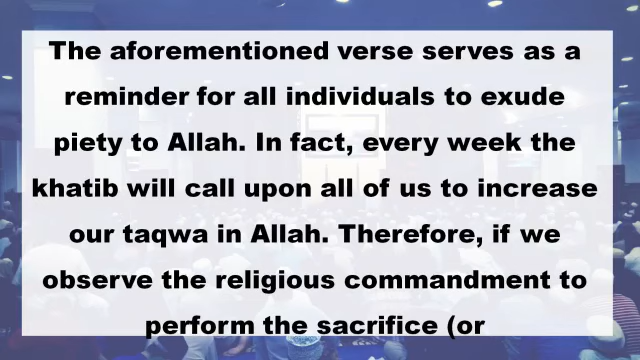 The aforementioned verse serves as a
reminder for all individuals to exude
piety to Allah. In fact, every week the
khatib will call upon all of us to increase
our taqwa in Allah. Therefore, if we
observe the religious commandment to
perform the sacrifice (or